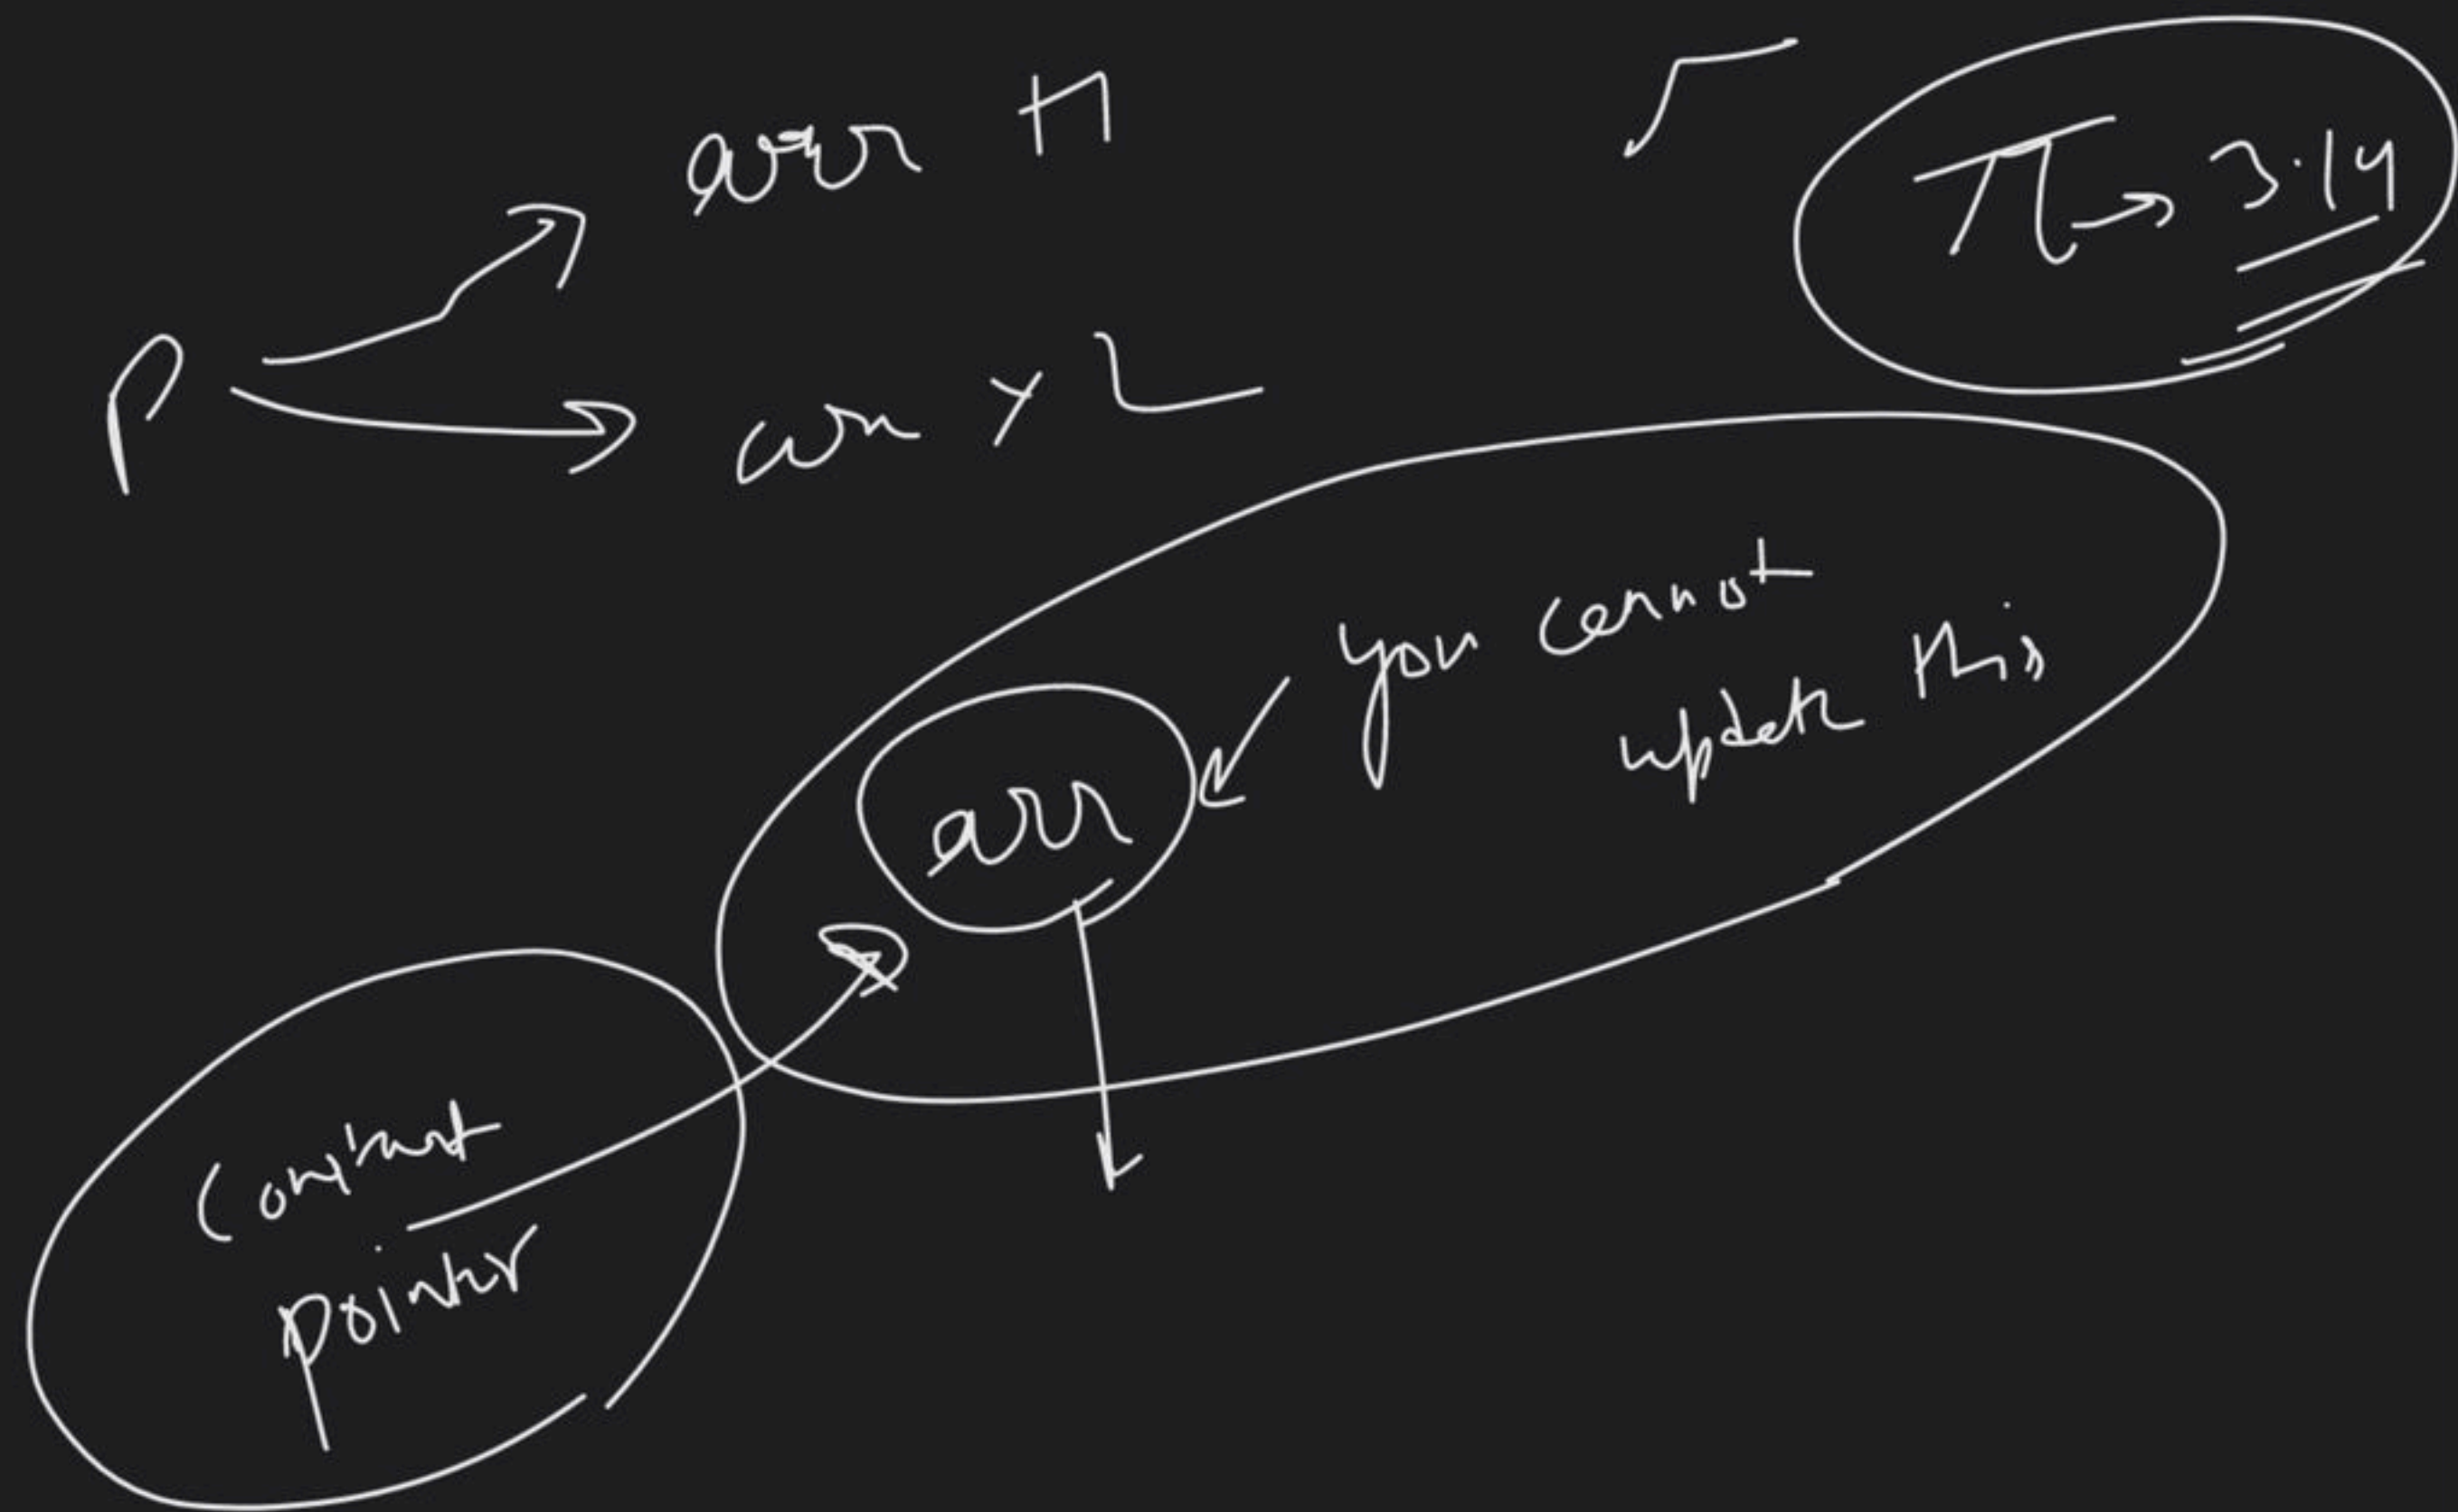 p
arr + 1
π → 3.14
arr + 2
you cannot
update this
arr
Constant
pointer